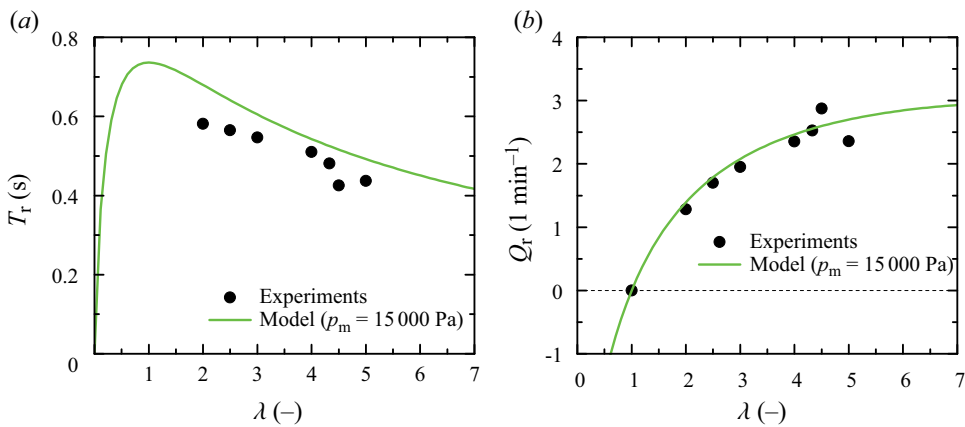 (a)
0.8
0.6
0.4
0.2
0
T_r (s)
Experiments
Model (p_m = 15 000 Pa)
1 2 3 4 5 6 7
λ (–)
(b)
4
3
2
1
0
-1
Q_r (1 min⁻¹)
Experiments
Model (p_m = 15 000 Pa)
0 1 2 3 4 5 6 7
λ (–)